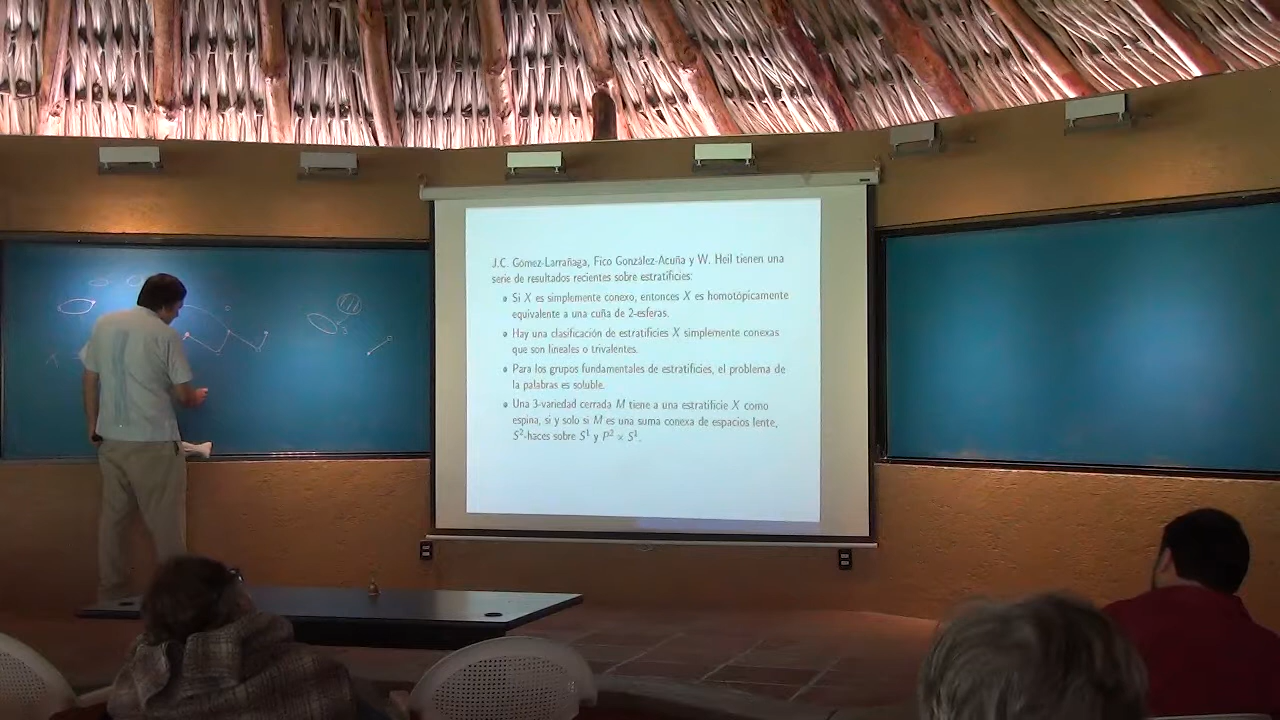 J.C. Gómez-Larrañaga, Fico González-Acuña y W. Heil tienen una
serie de resultados recientes sobre estratificies:
Si X es simplemente conexo, entonces X es homotópicamente
equivalente a una cuña de 2-esferas.
Hay una clasificación de estratificies X simplemente conexas
que son lineales o trivalentes.
Para los grupos fundamentales de estratificies, el problema de
la palabras es soluble.
Una 3-variedad cerrada M tiene a una estratificie X como
espina, si y solo si M es una suma conexa de espacios lente,
S²-haces sobre S¹ y P² × S¹.